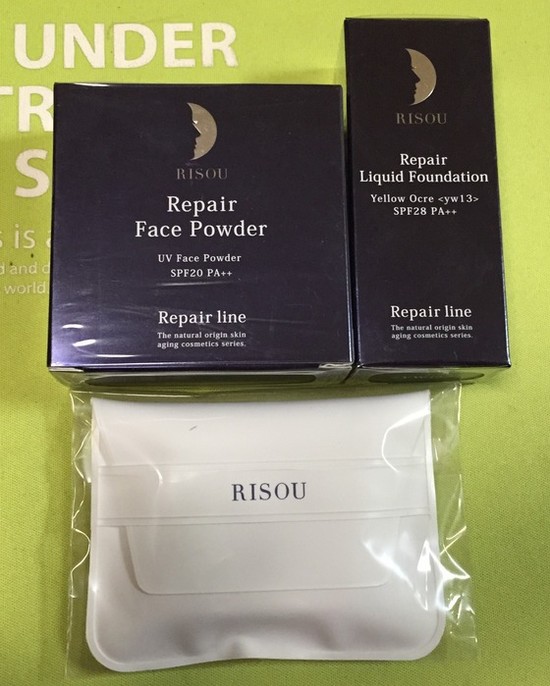 UNDER
TR
S
s is a
d and d
world
RISOU
Repair
Face Powder
UV Face Powder
SPF20 PA++
Repair line
The natural origin skin
aging cosmetics series.
RISOU
Repair
Liquid Foundation
Yellow Ocre <yw13>
SPF28 PA++
Repair line
The natural origin skin
aging cosmetics series.
RISOU